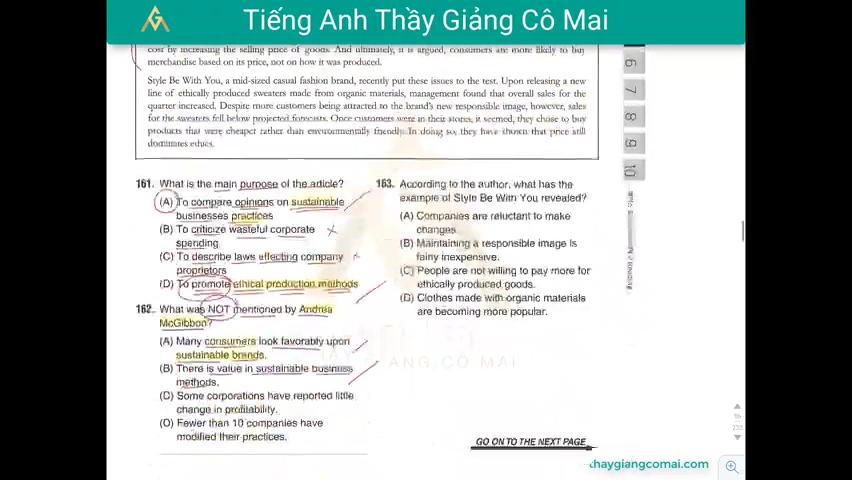 Tiếng Anh Thầy Giảng Cô Mai
cost by increasing the selling price of goods. And ultimately, it is argued, consumers are more likely to buy
merchandise based on its price, not on how it was produced.
Style Be With You, a mid-sized casual fashion brand, recently put these issues to the test. Upon releasing a new
line of ethically produced sweaters made from organic materials, management found that overall sales for the
quarter increased. Despite more customers being attracted to the brand's new responsible image, however, sales
for the sweaters fell below projected forecasts. Once customers were in their stores, it seemed, they chose to buy
products that were cheaper rather than environmentally friendly. In doing so, they have shown that price still
dominates ethics.
161. What is the main purpose of the article?
(A) To compare opinions on sustainable
businesses practices
(B) To criticize wasteful corporate
spending
(C) To describe laws affecting company
proprietors
(D) To promote ethical production methods
162. What was NOT mentioned by Andrea
McGibbon?
(A) Many consumers look favorably upon
sustainable brands.
(B) There is value in sustainable business
methods.
(C) Some corporations have reported little
change in profitability.
(D) Fewer than 10 companies have
modified their practices.
163. According to the author, what has the
example of Style Be With You revealed?
(A) Companies are reluctant to make
changes.
(B) Maintaining a responsible image is
fairly inexpensive.
(C) People are not willing to pay more for
ethically produced goods.
(D) Clothes made with organic materials
are becoming more popular.
THẦY GIẢNG CÔ MAI
GO ON TO THE NEXT PAGE
thaygiangcomai.com
6
7
8
9
10